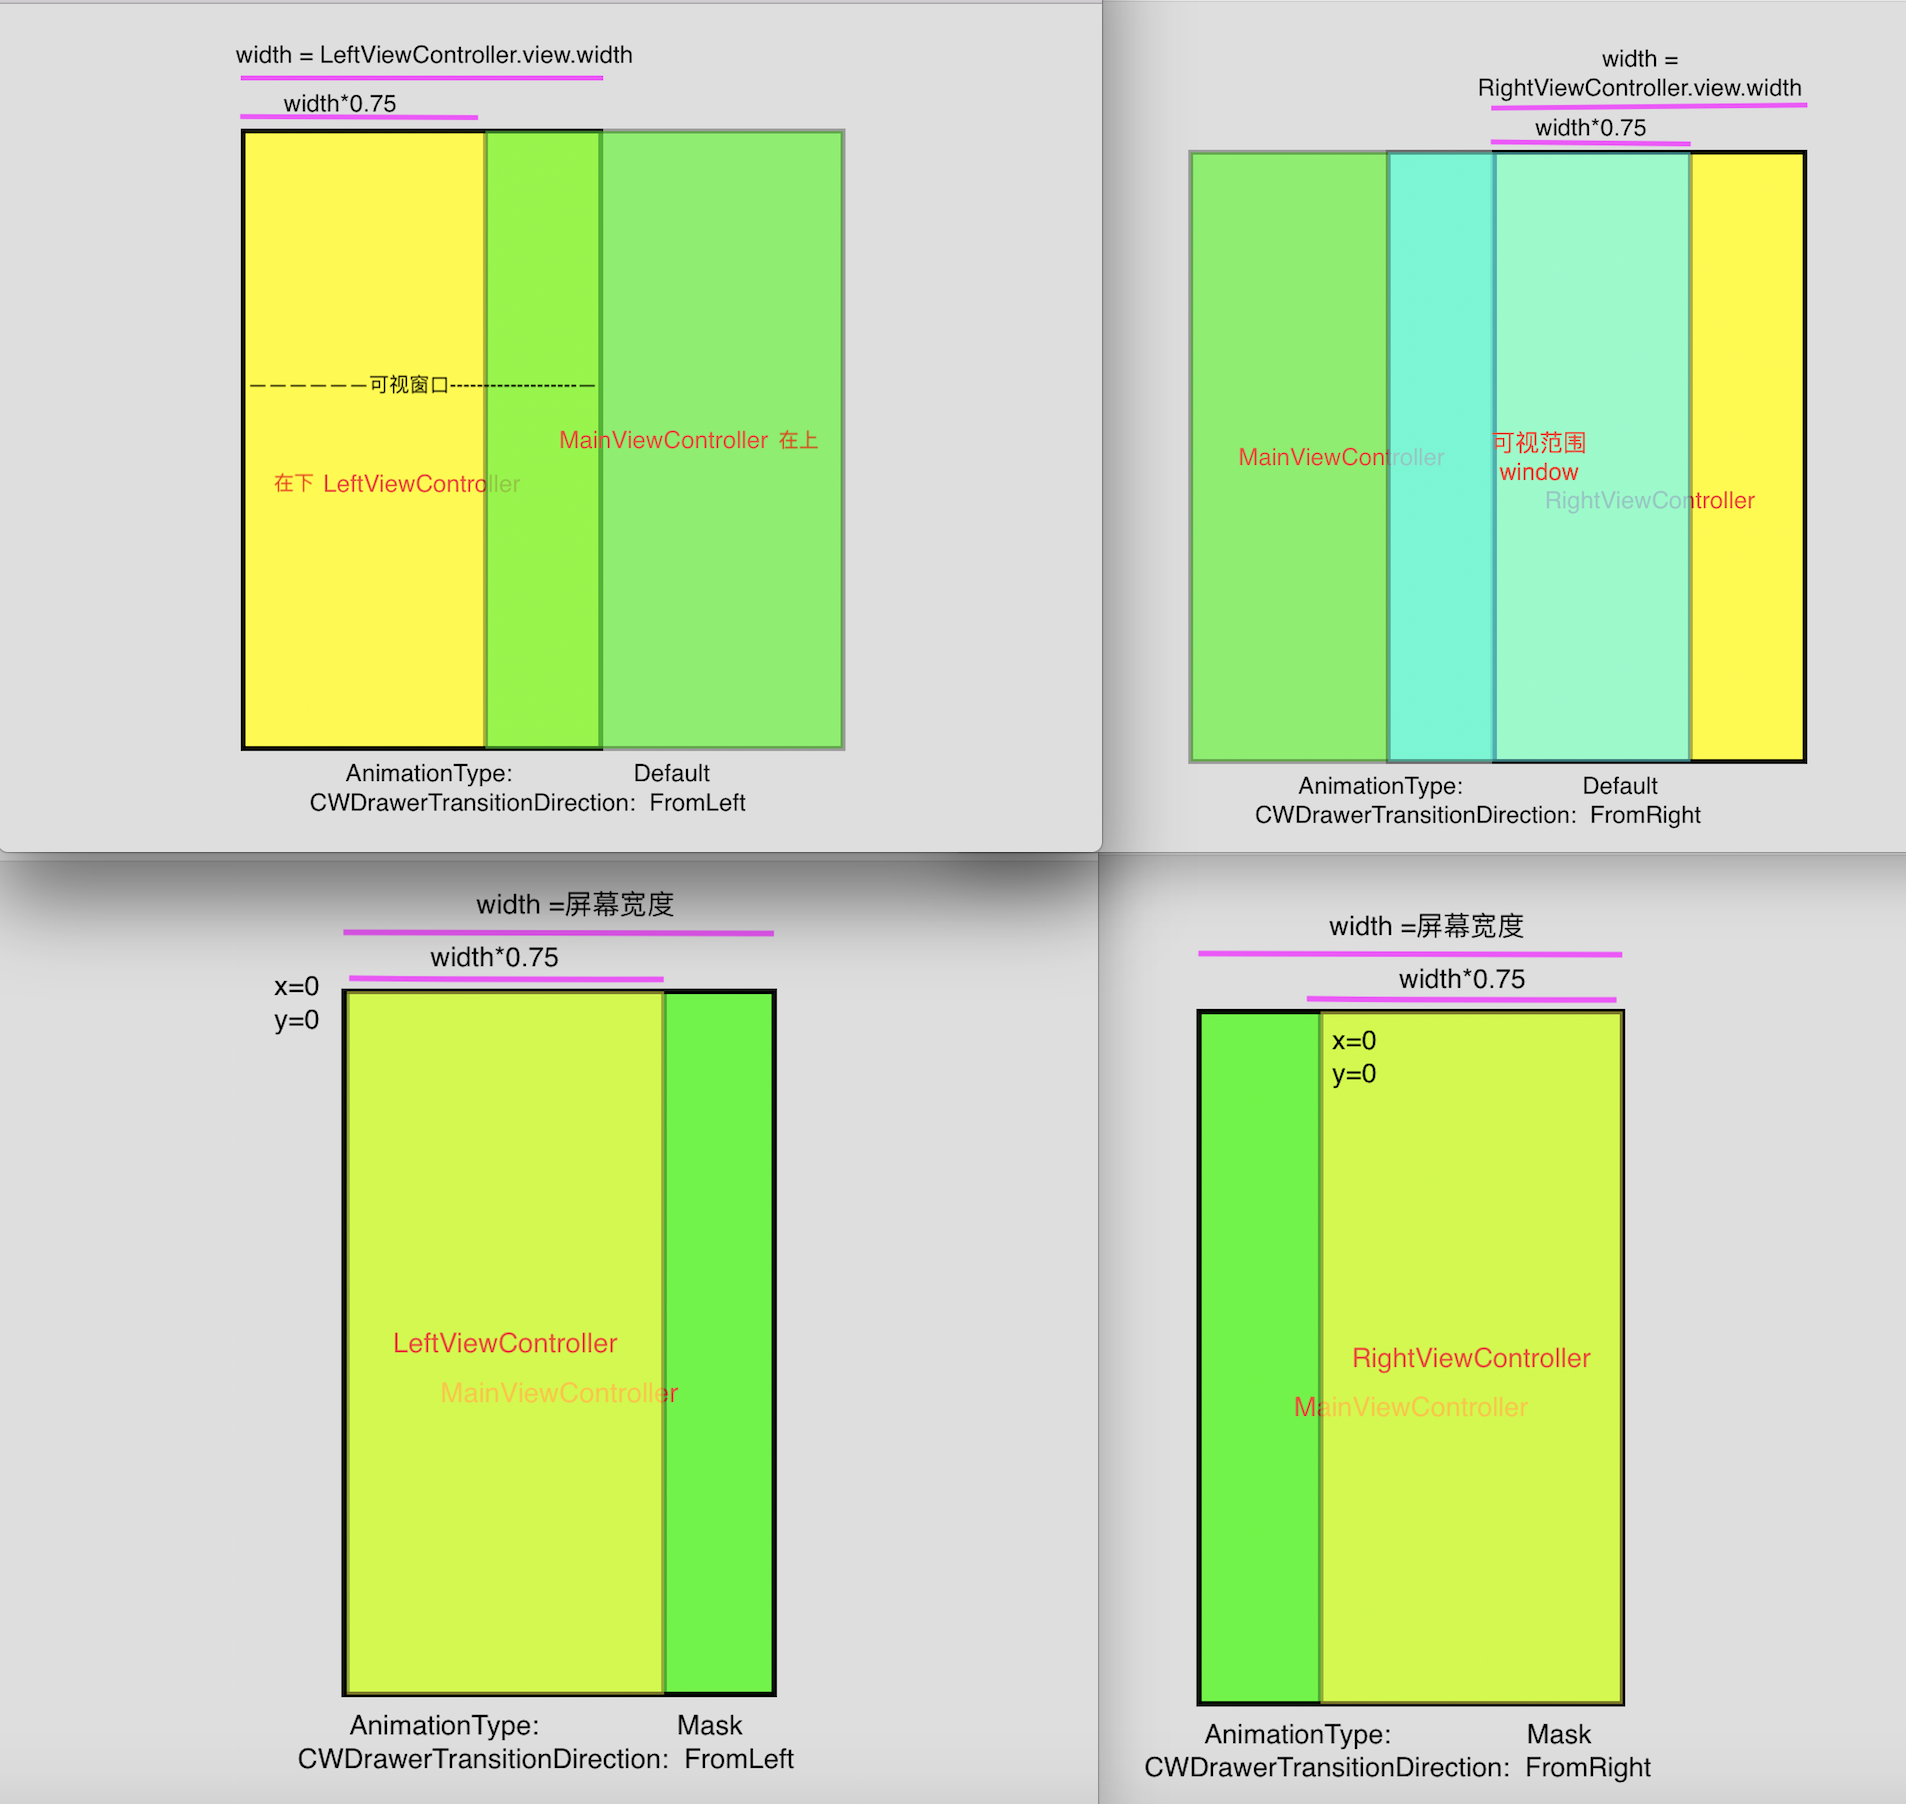 width = LeftViewController.view.width
width*0.75
—————— 可视窗口-------------------—
MainViewController 在上
在下 LeftViewController
AnimationType: Default
CWDrawerTransitionDirection: FromLeft
width =
RightViewController.view.width
width*0.75
可视范围
MainViewController
window
RightViewController
AnimationType: Default
CWDrawerTransitionDirection: FromRight
width =屏幕宽度
width*0.75
x=0
y=0
LeftViewController
MainViewController
AnimationType: Mask
CWDrawerTransitionDirection: FromLeft
width =屏幕宽度
width*0.75
x=0
y=0
RightViewController
MainViewController
AnimationType: Mask
CWDrawerTransitionDirection: FromRight